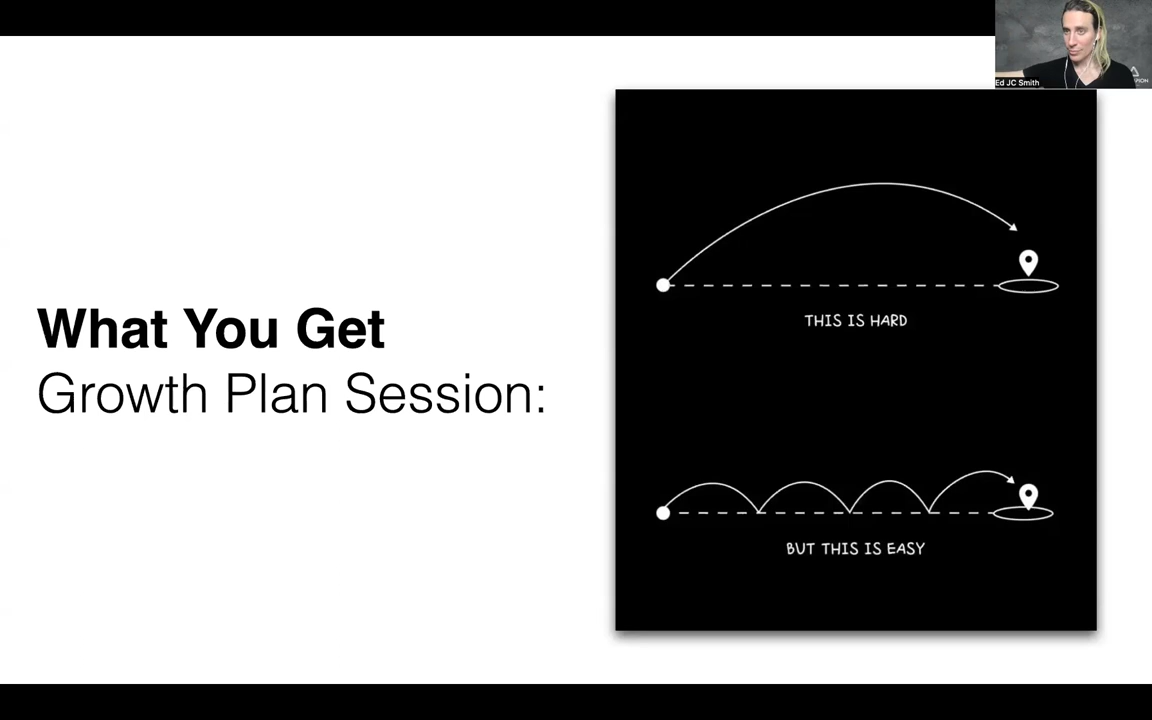 Ed JC Smith
What You Get
Growth Plan Session:
THIS IS HARD
BUT THIS IS EASY